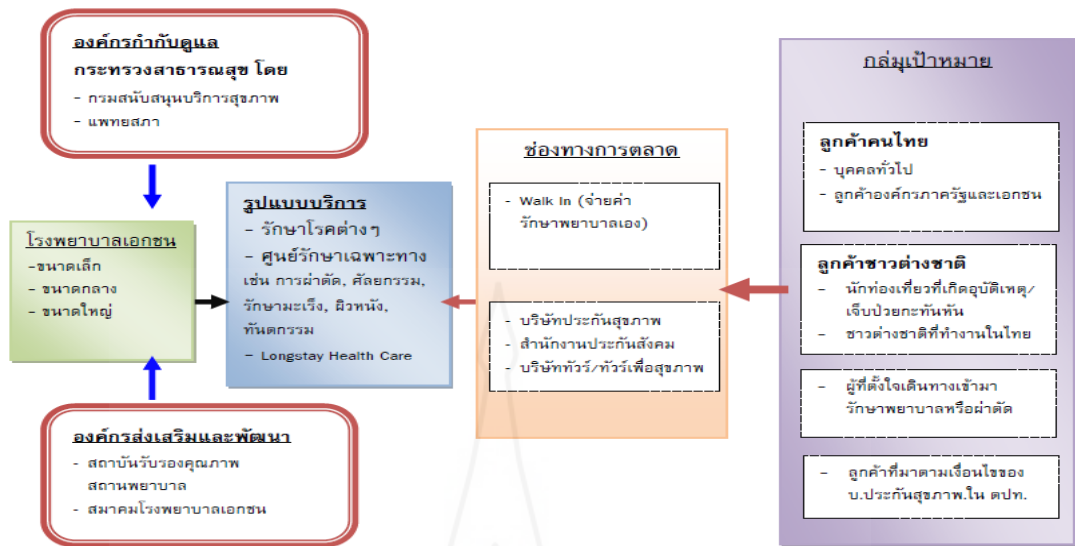 องค์กรกำกับดูแล
กระทรวงสาธารณสุข โดย
- กรมสนับสนุนบริการสุขภาพ
- แพทยสภา
โรงพยาบาลเอกชน
-ขนาดเล็ก
- ขนาดกลาง
- ขนาดใหญ่
องค์กรส่งเสริมและพัฒนา
- สถาบันรับรองคุณภาพ
สถานพยาบาล
- สมาคมโรงพยาบาลเอกชน
รูปแบบบริการ
- รักษาโรคต่างๆ
- ศูนย์รักษาเฉพาะทาง
เช่น การผ่าตัด, ศัลยกรรม,
รักษามะเร็ง, ผิวหนัง,
ทันตกรรม
- Longstay Health Care
ช่องทางการตลาด
- Walk In (จ่ายค่า
รักษาพยาบาลเอง)
- บริษัทประกันสุขภาพ
- สำนักงานประกันสังคม
- บริษัททัวร์/ทัวร์เพื่อสุขภาพ
กลุ่มเป้าหมาย
ลูกค้าคนไทย
- บุคคลทั่วไป
- ลูกค้าองค์กรภาครัฐและเอกชน
ลูกค้าชาวต่างชาติ
- นักท่องเที่ยวที่เกิดอุบัติเหตุ/
เจ็บป่วยกะทันหัน
- ชาวต่างชาติที่ทำงานในไทย
- ผู้ที่ตั้งใจเดินทางเข้ามา
รักษาพยาบาลหรือผ่าตัด
- ลูกค้าที่มาตามเงื่อนไขของ
บ.ประกันสุขภาพ.ใน ตปท.